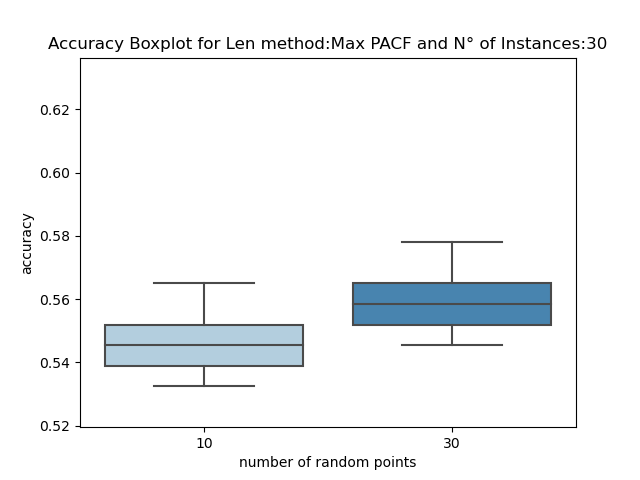 Accuracy Boxplot for Len method:Max PACF and N° of Instances:30
0.62
0.60
0.58
0.56
0.54
0.52
accuracy
10 30
number of random points